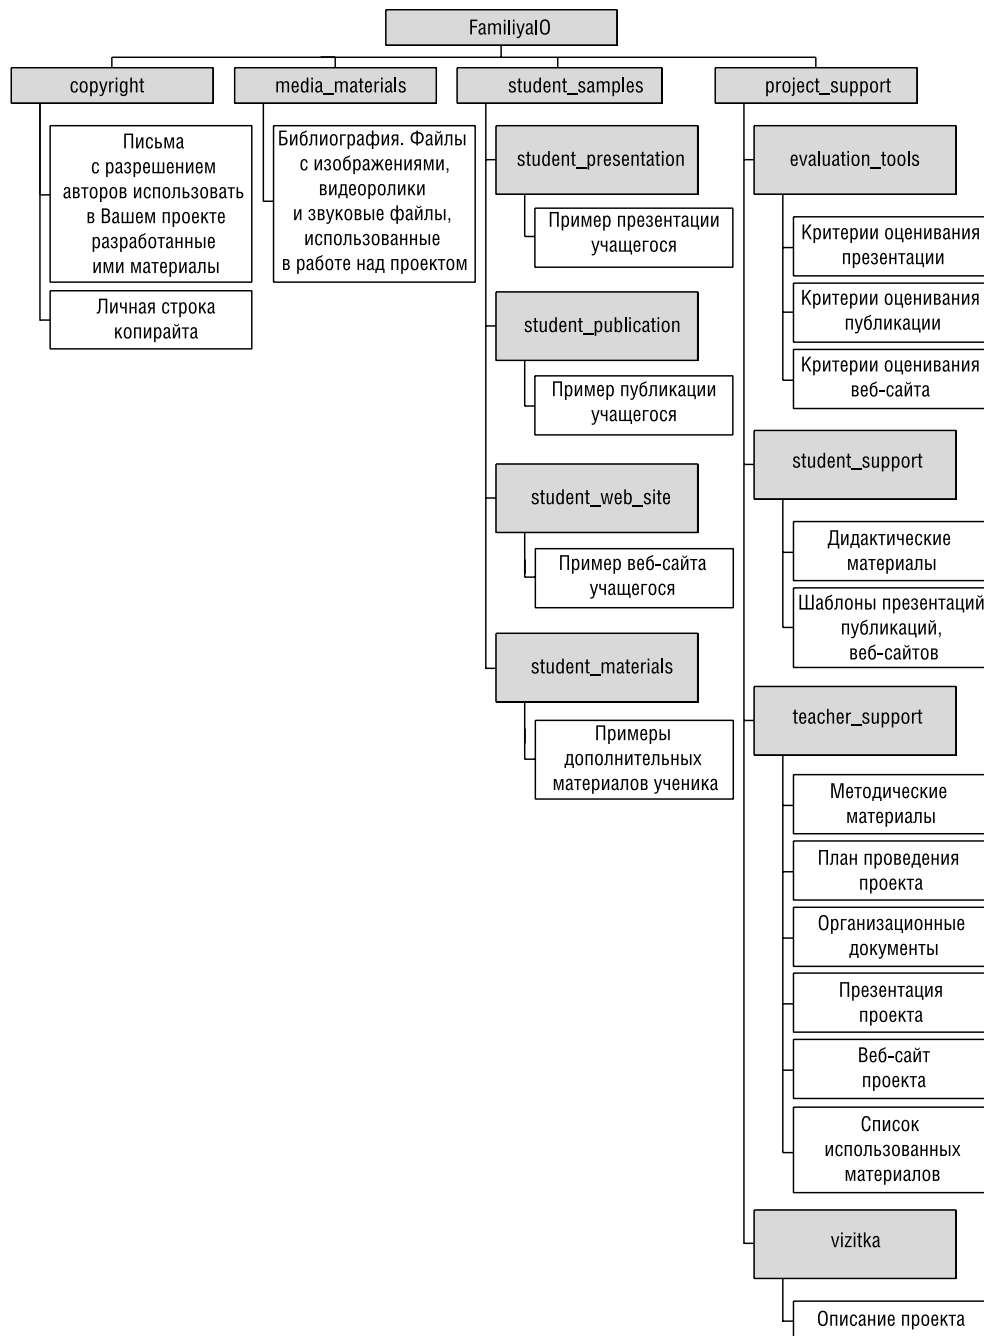 FamiliyaIO
copyright
Письма
с разрешением
авторов использовать
в Вашем проекте
разработанные
ими материалы
Личная строка
копирайта
media_materials
Библиография. Файлы
с изображениями,
видеоролики
и звуковые файлы,
использованные
в работе над проектом
student_samples
student_presentation
Пример презентации
учащегося
student_publication
Пример публикации
учащегося
student_web_site
Пример веб-сайта
учащегося
student_materials
Примеры
дополнительных
материалов ученика
project_support
evaluation_tools
Критерии оценивания
презентации
Критерии оценивания
публикации
Критерии оценивания
веб-сайта
student_support
Дидактические
материалы
Шаблоны презентаций
публикаций,
веб-сайтов
teacher_support
Методические
материалы
План проведения
проекта
Организационные
документы
Презентация
проекта
Веб-сайт
проекта
Список
использованных
материалов
vizitka
Описание проекта